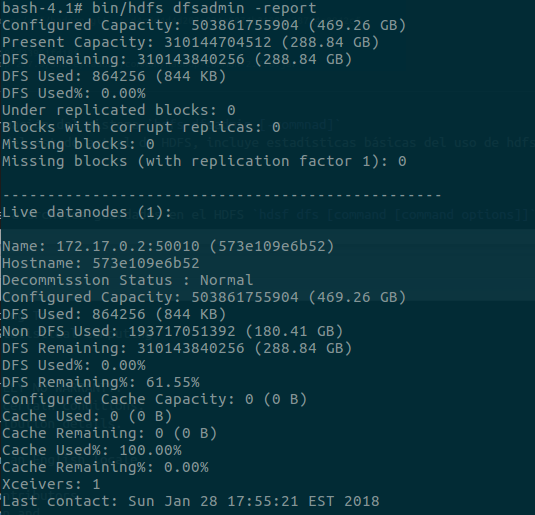 bash-4.1# bin/hdfs dfsadmin -report
Configured Capacity: 503861755904 (469.26 GB)
Present Capacity: 310144704512 (288.84 GB)
DFS Remaining: 310143840256 (288.84 GB)
DFS Used: 864256 (844 KB)
DFS Used%: 0.00%
Under replicated blocks: 0
Blocks with corrupt replicas: 0
Missing blocks: 0
Missing blocks (with replication factor 1): 0
-------------------------------------------------
Live datanodes (1):
Name: 172.17.0.2:50010 (573e109e6b52)
Hostname: 573e109e6b52
Decommission Status : Normal
Configured Capacity: 503861755904 (469.26 GB)
DFS Used: 864256 (844 KB)
Non DFS Used: 193717051392 (180.41 GB)
DFS Remaining: 310143840256 (288.84 GB)
DFS Used%: 0.00%
DFS Remaining%: 61.55%
Configured Cache Capacity: 0 (0 B)
Cache Used: 0 (0 B)
Cache Remaining: 0 (0 B)
Cache Used%: 100.00%
Cache Remaining%: 0.00%
Xceivers: 1
Last contact: Sun Jan 28 17:55:21 EST 2018